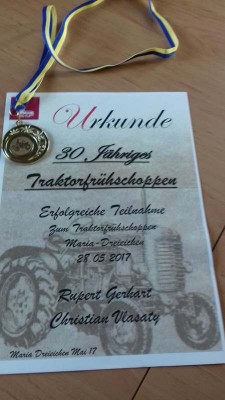 Urkunde
30 Jähriges
Traktorfrühschoppen
Erfolgreiche Teilnahme
Zum Traktorfrühschoppen
Maria-Dreieichen
28.05.2017
Rupert Gerhart
Christian Vlasaty
Maria Dreieichen Mai 17